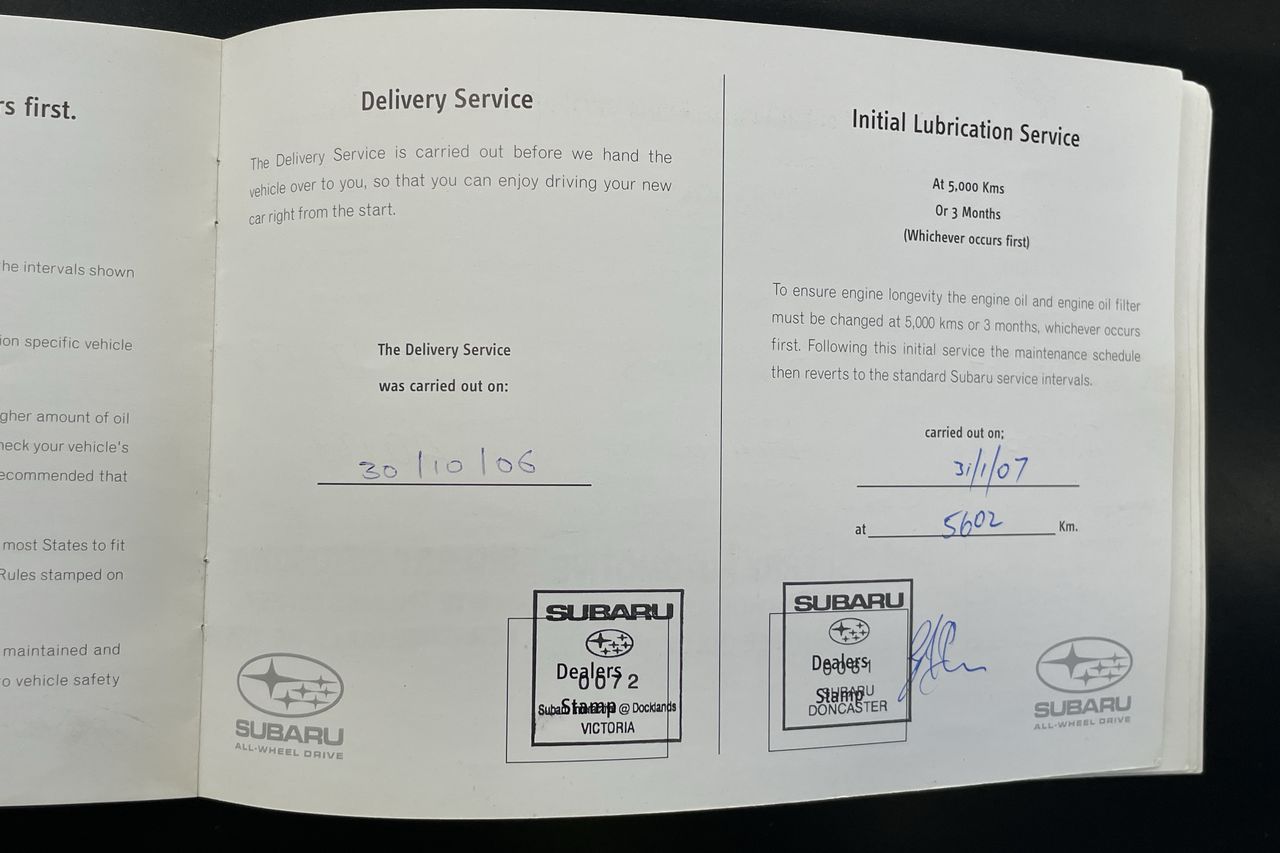 rs first.
he intervals shown
ion specific vehicle
gher amount of oil
heck your vehicle's
ecommended that
most States to fit
Rules stamped on
maintained and
o vehicle safety
Delivery Service
The Delivery Service is carried out before we hand the
vehicle over to you, so that you can enjoy driving your new
car right from the start.
The Delivery Service
was carried out on:
30/10/06
SUBARU
Dealers
0072
Stamp
@ Docklands
VICTORIA
SUBARU
ALL-WHEEL DRIVE
Initial Lubrication Service
At 5,000 Kms
Or 3 Months
(Whichever occurs first)
To ensure engine longevity the engine oil and engine oil filter
must be changed at 5,000 kms or 3 months, whichever occurs
first. Following this initial service the maintenance schedule
then reverts to the standard Subaru service intervals.
carried out on;
31/1/07
at 5602 Km.
SUBARU
Dealers
Stamp
SUBARU
DONCASTER
SUBARU
ALL-WHEEL DRIVE